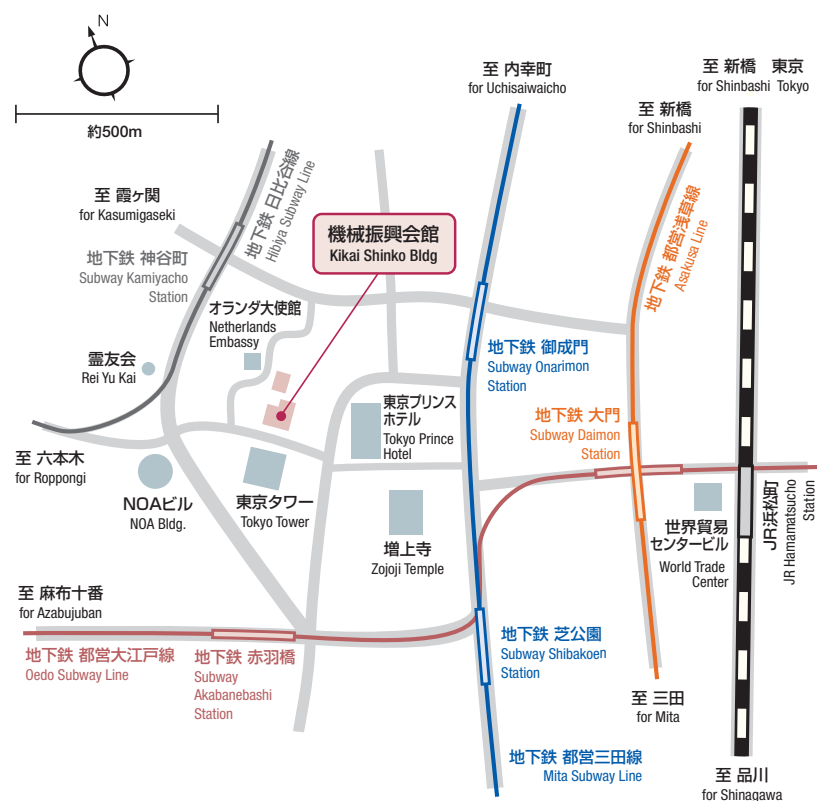 N
約500m
至 内幸町
for Uchisaiwaicho
至 新橋 東京
for Shinbashi Tokyo
至 新橋
for Shinbashi
至 霞ヶ関
for Kasumigaseki
地下鉄 日比谷線
Hibiya Subway Line
機械振興会館
Kikai Shinko Bldg
地下鉄 都営浅草線
Asakusa Line
地下鉄 神谷町
Subway Kamiyacho
Station
オランダ大使館
Netherlands
Embassy
霊友会
Rei Yu Kai
地下鉄 御成門
Subway Onarimon
Station
東京プリンス
ホテル
Tokyo Prince
Hotel
地下鉄 大門
Subway Daimon
Station
至 六本木
for Roppongi
NOAビル
NOA Bldg.
東京タワー
Tokyo Tower
増上寺
Zojoji Temple
世界貿易
センタービル
World Trade
Center
JR浜松町
JR Hamamatsucho
Station
至 麻布十番
for Azabujuban
地下鉄 都営大江戸線
Oedo Subway Line
地下鉄 赤羽橋
Subway
Akabanebashi
Station
地下鉄 芝公園
Subway Shibakoen
Station
至 三田
for Mita
地下鉄 都営三田線
Mita Subway Line
至 品川
for Shinagawa